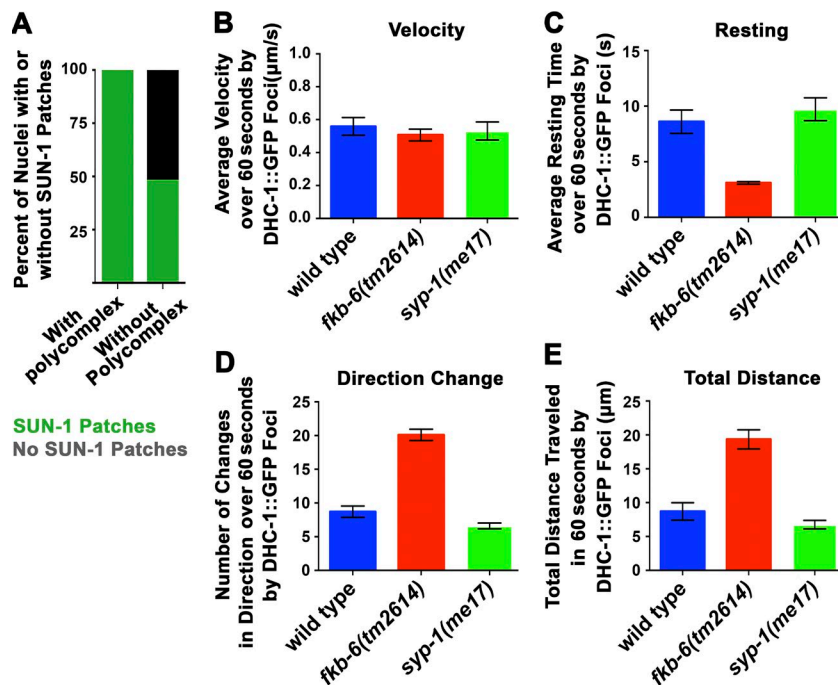 A
Percent of Nuclei with or
without SUN-1 Patches
100
75
50
25
With
polycomplex
Without
Polycomplex
SUN-1 Patches
No SUN-1 Patches
B
Velocity
Average Velocity
over 60 seconds by
DHC-1::GFP Foci(µm/s)
1.0
0.8
0.6
0.4
0.2
0.0
wild type
fkb-6(tm2614)
syp-1(me17)
C
Resting
Average Resting Time
over 60 seconds by
DHC-1::GFP Foci (s)
15
10
5
0
wild type
fkb-6(tm2614)
syp-1(me17)
D
Direction Change
Number of Changes
in Direction over 60 seconds
by DHC-1::GFP Foci
25
20
15
10
5
0
wild type
fkb-6(tm2614)
syp-1(me17)
E
Total Distance
Total Distance Traveled
in 60 seconds by
DHC-1::GFP Foci (µm)
25
20
15
10
5
0
wild type
fkb-6(tm2614)
syp-1(me17)